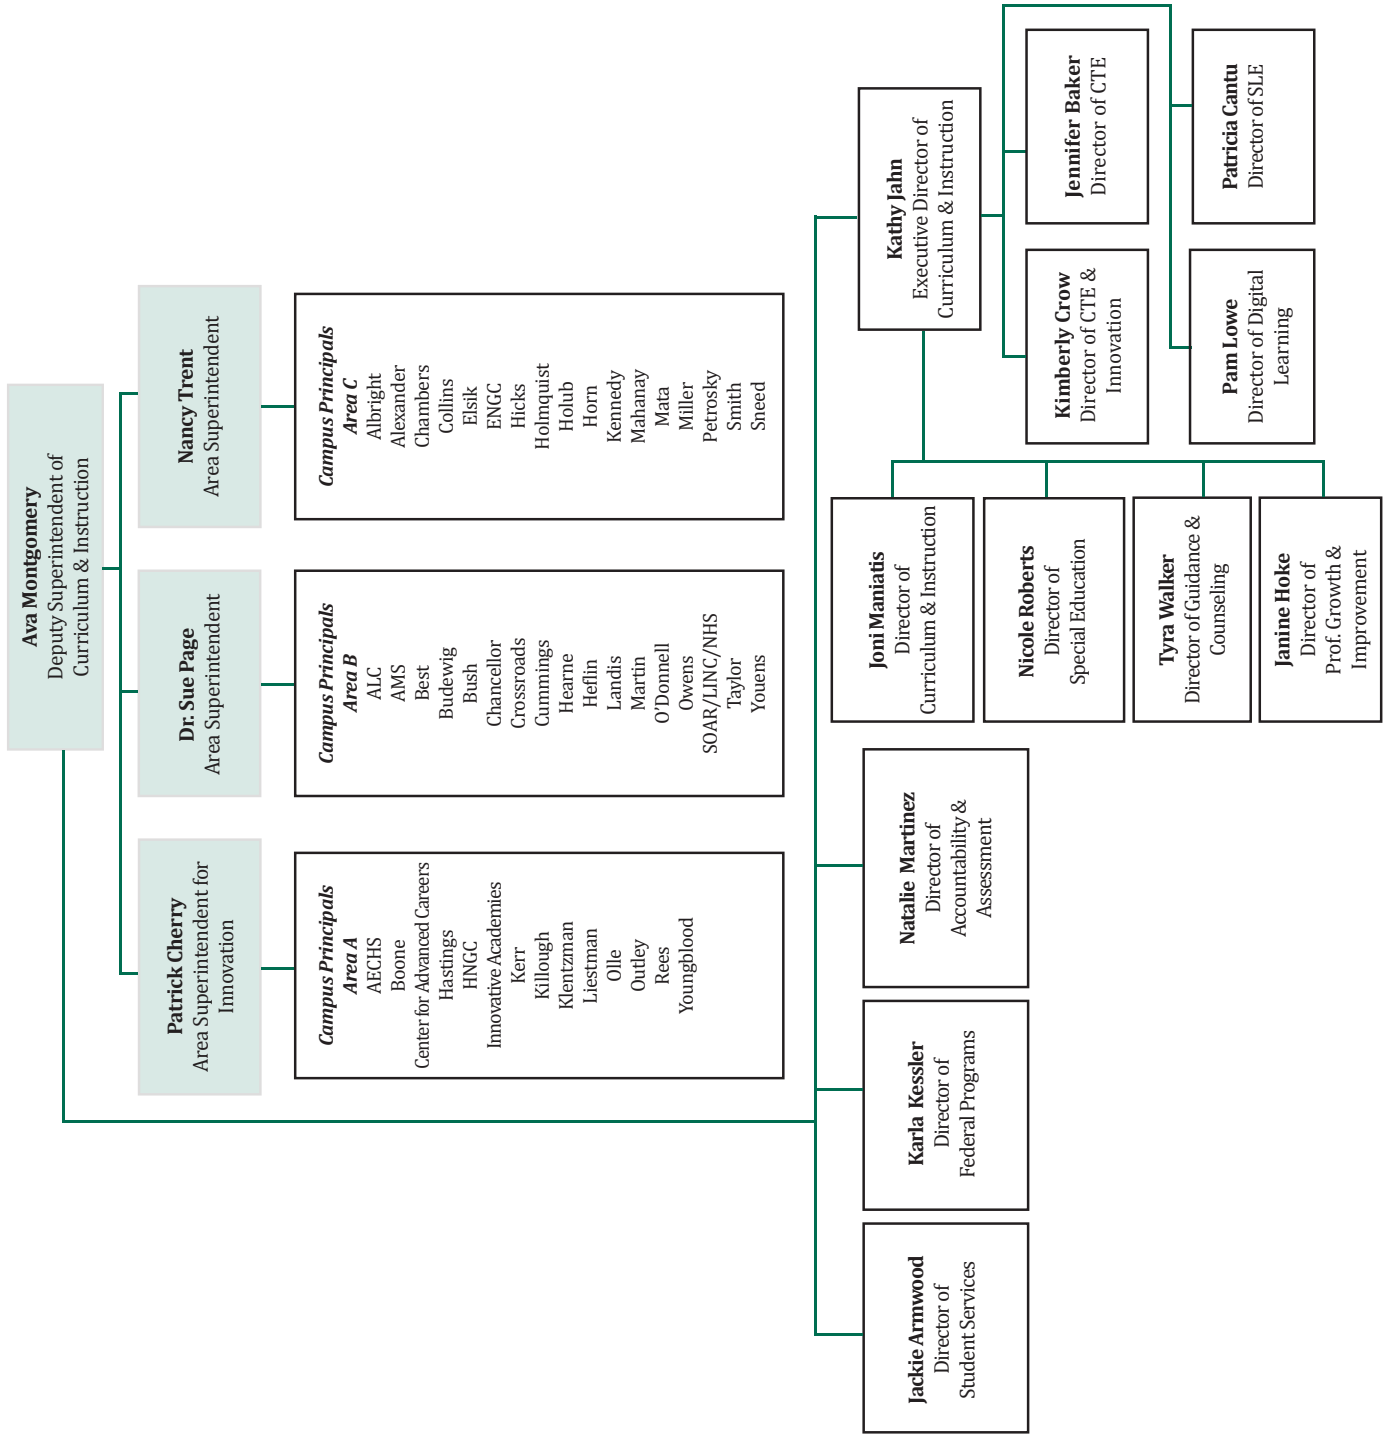 Ava Montgomery
Deputy Superintendent of
Curriculum & Instruction
Patrick Cherry
Area Superintendent for
Innovation
Dr. Sue Page
Area Superintendent
Nancy Trent
Area Superintendent
Campus Principals
Area A
AECHS
Boone
Center for Advanced Careers
Hastings
HNGC
Innovative Academies
Kerr
Killough
Klentzman
Liestman
Olle
Outley
Rees
Youngblood
Campus Principals
Area B
ALC
AMS
Best
Budewig
Bush
Chancellor
Crossroads
Cummings
Hearne
Heflin
Landis
Martin
O'Donnell
Owens
SOAR/LINC/NHS
Taylor
Youens
Campus Principals
Area C
Albright
Alexander
Chambers
Collins
Elsik
ENGC
Hicks
Holmquist
Holub
Horn
Kennedy
Mahanay
Mata
Miller
Petrosky
Smith
Sneed
Jackie Armwood
Director of
Student Services
Karla Kessler
Director of
Federal Programs
Natalie Martinez
Director of
Accountability &
Assessment
Kathy Jahn
Executive Director of
Curriculum & Instruction
Joni Maniatis
Director of
Curriculum & Instruction
Nicole Roberts
Director of
Special Education
Tyra Walker
Director of Guidance &
Counseling
Janine Hoke
Director of
Prof. Growth &
Improvement
Kimberly Crow
Director of CTE &
Innovation
Jennifer Baker
Director of CTE
Pam Lowe
Director of Digital
Learning
Patricia Cantu
Director of SLE